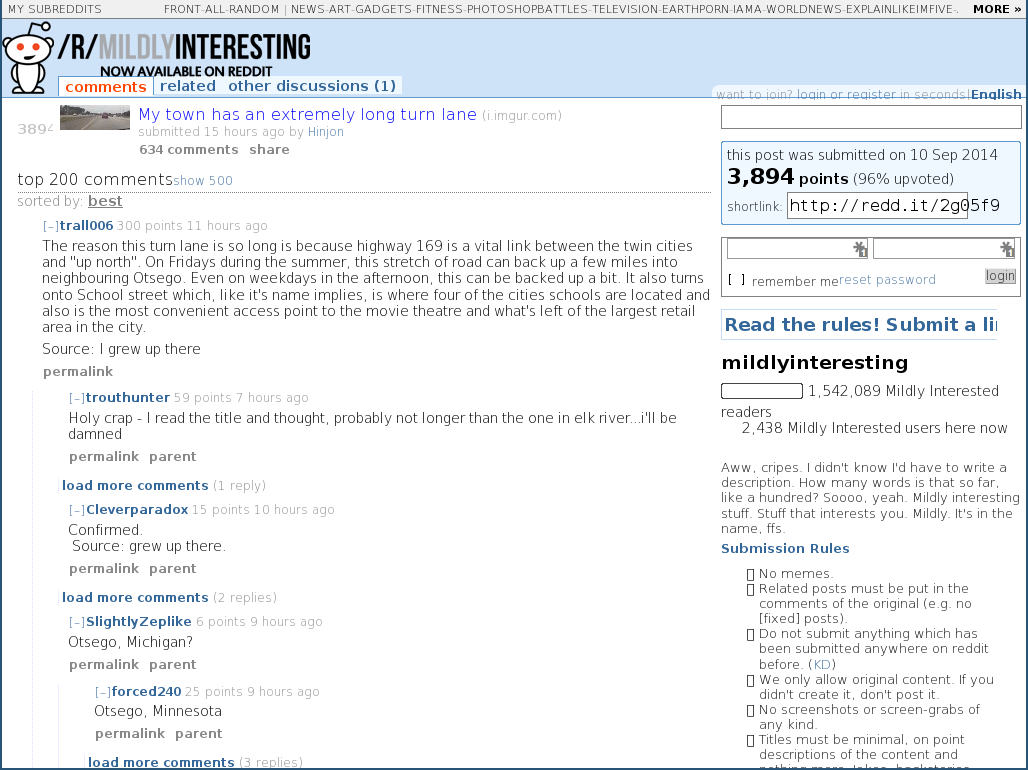 MY SUBREDDITS
FRONT-ALL-RANDOM | NEWS-ART-GADGETS-FITNESS-PHOTOSHOPBATTLES-TELEVISION-EARTHPORN-IAMA-WORLDNEWS-EXPLAINLIKEIMFIVE-.
MORE »
/R/MILDLYINTERESTING
NOW AVAILABLE ON REDDIT
comments related other discussions (1)
want to join? login or register in seconds|English
3894
My town has an extremely long turn lane (i.imgur.com)
submitted 15 hours ago by Hinjon
634 comments share
top 200 commentsshow 500
sorted by: best
[–]trall006 300 points 11 hours ago
The reason this turn lane is so long is because highway 169 is a vital link between the twin cities
and "up north". On Fridays during the summer, this stretch of road can back up a few miles into
neighbouring Otsego. Even on weekdays in the afternoon, this can be backed up a bit. It also turns
onto School street which, like it's name implies, is where four of the cities schools are located and
also is the most convenient access point to the movie theatre and what's left of the largest retail
area in the city.
Source: I grew up there
permalink
[–]trouthunter 59 points 7 hours ago
Holy crap - I read the title and thought, probably not longer than the one in elk river...i'll be
damned
permalink parent
load more comments (1 reply)
[–]Cleverparadox 15 points 10 hours ago
Confirmed.
Source: grew up there.
permalink parent
load more comments (2 replies)
[–]SlightlyZeplike 6 points 9 hours ago
Otsego, Michigan?
permalink parent
[–]forced240 25 points 9 hours ago
Otsego, Minnesota
permalink parent
load more comments (3 replies)
this post was submitted on 10 Sep 2014
3,894 points (96% upvoted)
shortlink: http://redd.it/2g05f9
[ ] remember mereset password login
Read the rules! Submit a li
mildlyinteresting
1,542,089 Mildly Interested
readers
2,438 Mildly Interested users here now
Aww, cripes. I didn't know I'd have to write a
description. How many words is that so far,
like a hundred? Soooo, yeah. Mildly interesting
stuff. Stuff that interests you. Mildly. It's in the
name, ffs.
Submission Rules
No memes.
Related posts must be put in the
comments of the original (e.g. no
[fixed] posts).
Do not submit anything which has
been submitted anywhere on reddit
before. (KD)
We only allow original content. If you
didn't create it, don't post it.
No screenshots or screen-grabs of
any kind.
Titles must be minimal, on point
descriptions of the content and